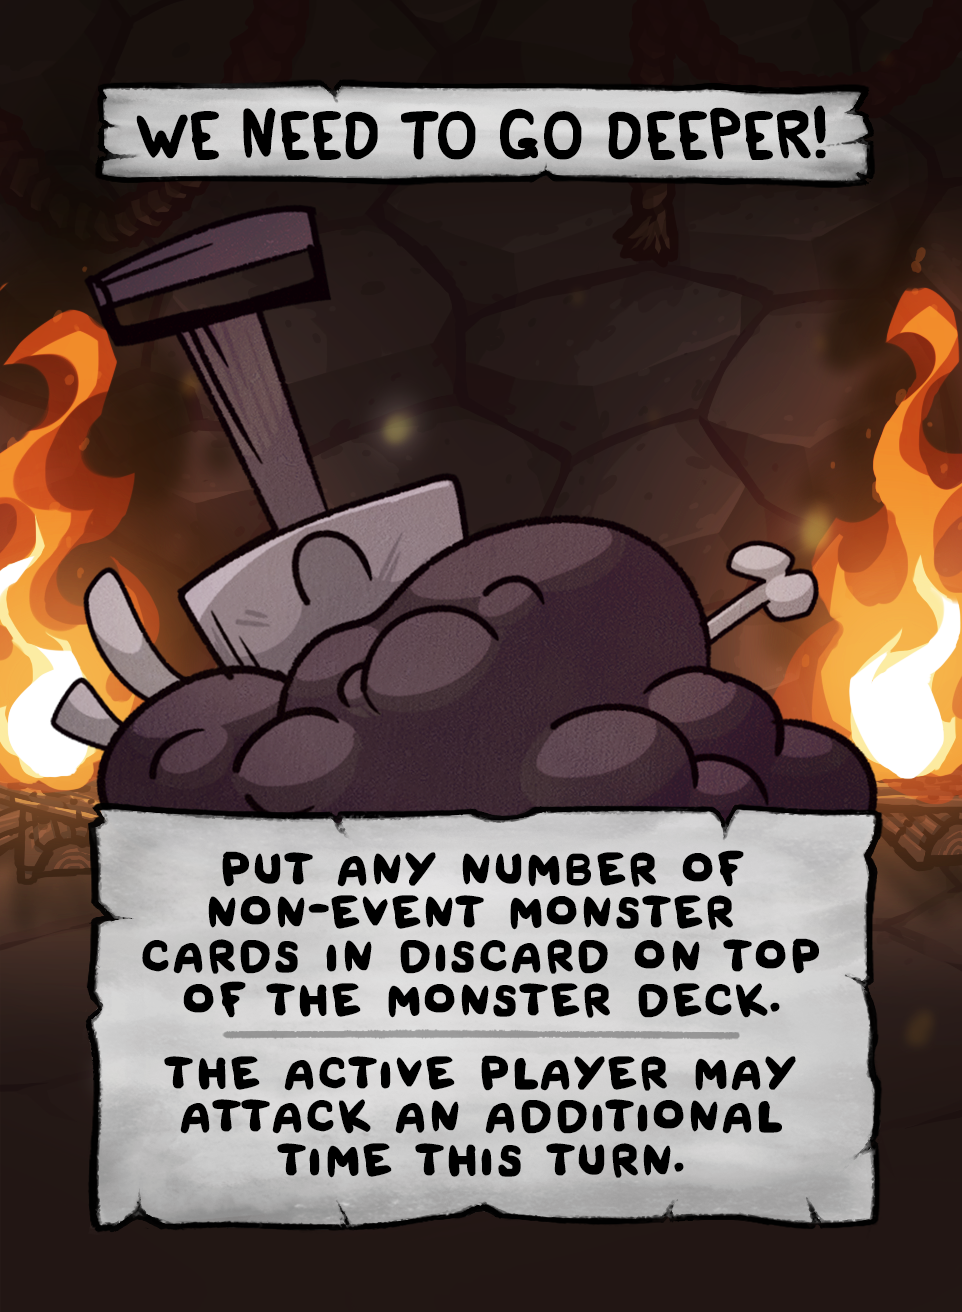 WE NEED TO GO DEEPER!
PUT ANY NUMBER OF
NON-EVENT MONSTER
CARDS IN DISCARD ON TOP
OF THE MONSTER DECK.
THE ACTIVE PLAYER MAY
ATTACK AN ADDITIONAL
TIME THIS TURN.